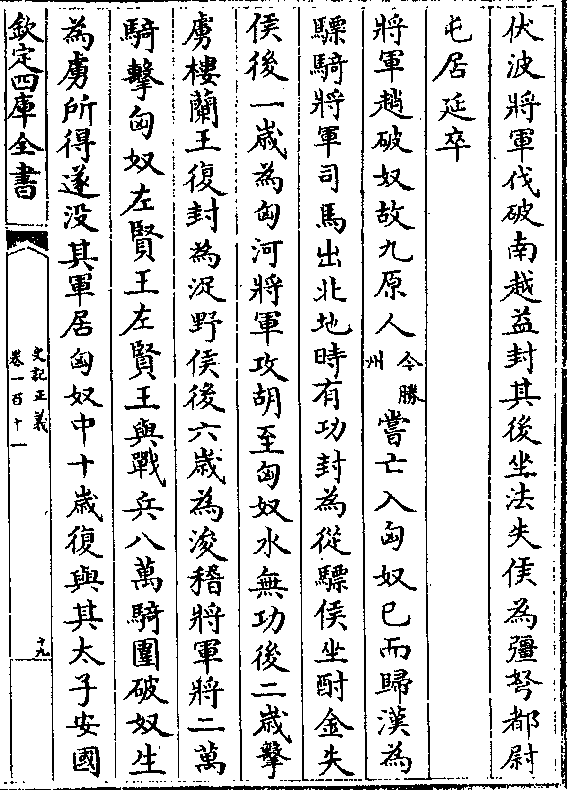 伏波將軍伐破南越益封其後坐法失侯為彊弩都尉
屯居延卒
將軍趙破奴故九原人今勝州嘗亡入匈奴已而歸漢為
驃騎將軍司馬出北地時有功封為從驃侯坐酎金失
侯後一歲為匈河將軍攻胡至匈奴水無功後二歲擊
虜樓蘭王復封為浞野侯後六歲為浚稽將軍將二萬
騎擊匈奴左賢王左賢王與戰兵八萬騎圍破奴生
為虜所得遂没其軍居匈奴中十歲復與其太子安國
欽定四庫全書
史記正義
卷一百十一
十九